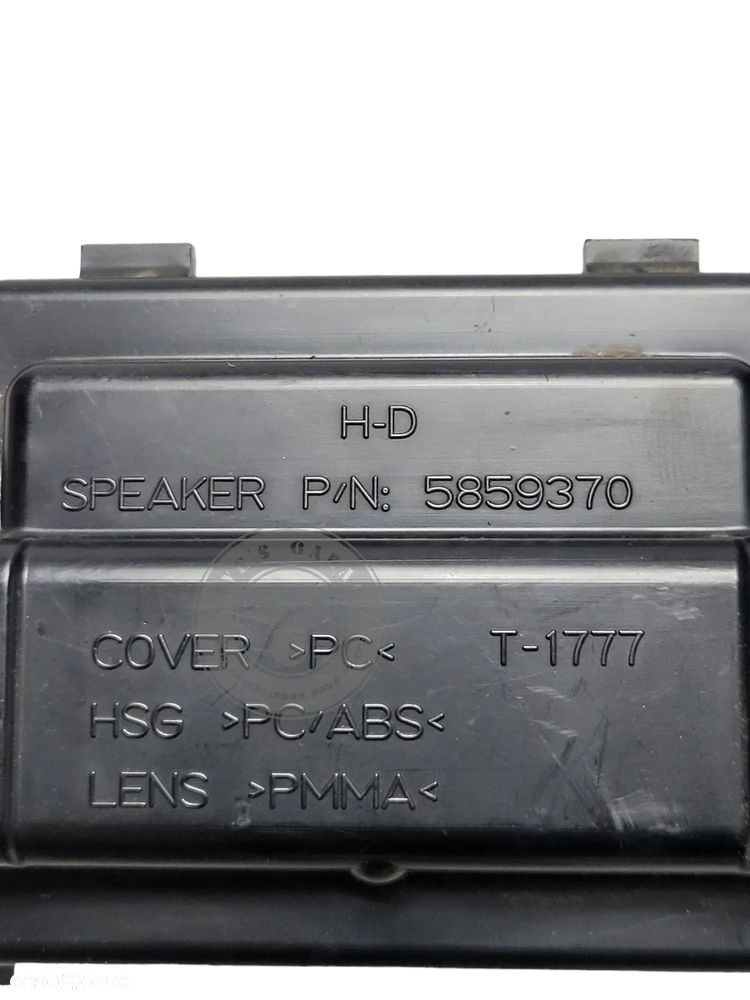 H-D
SPEAKER P/N: 5859370
COVER >PC< T-1777
HSG >PC/ABS<
LENS >PMMA<